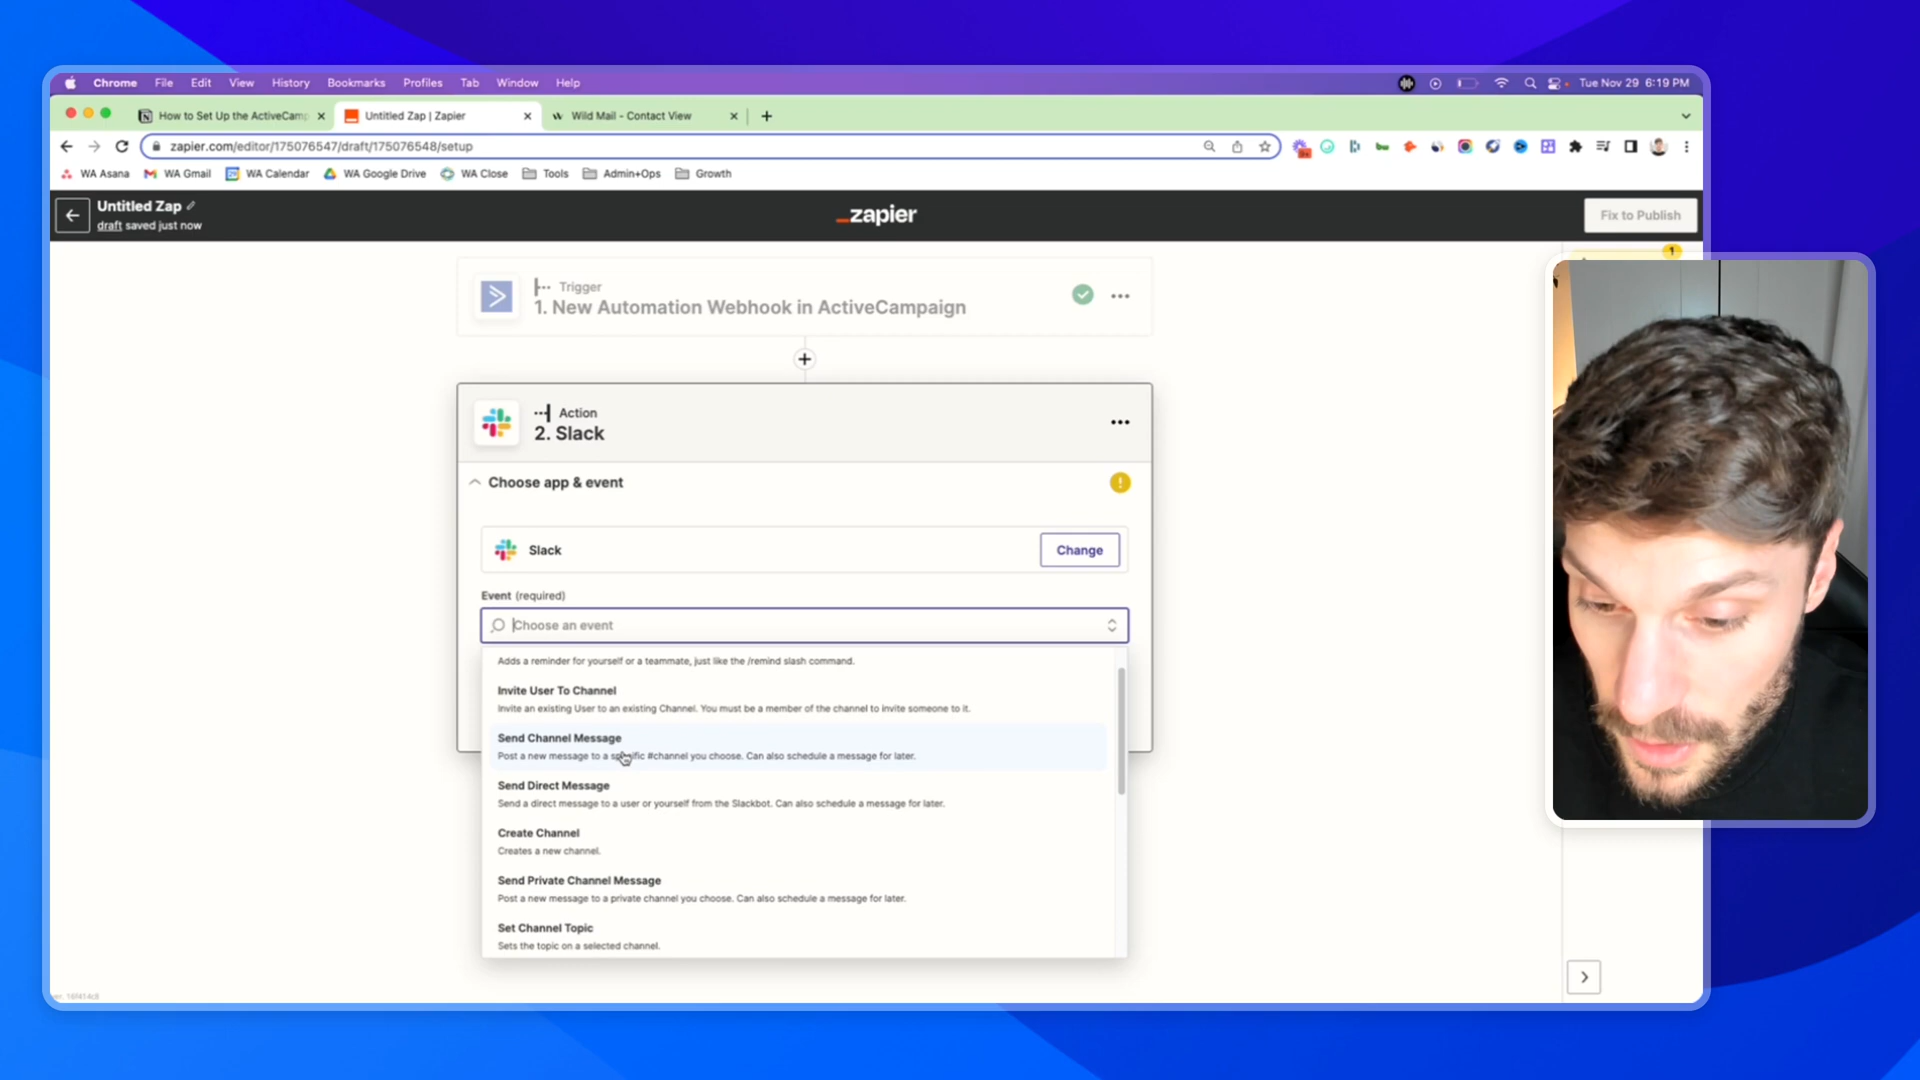 Chrome File Edit View History Bookmarks Profiles Tab Window Help Tue Nov 29 6:19 PM
How to Set Up the ActiveCamp Untitled Zap | Zapier Wild Mail - Contact View
zapier.com/editor/175076547/draft/175076548/setup
WA Asana WA Gmail WA Calendar WA Google Drive WA Close Tools Admin+Ops Growth
Untitled Zap
draft saved just now
_zapier
Fix to Publish
1
Trigger
1. New Automation Webhook in ActiveCampaign
Action
2. Slack
Choose app & event
Slack
Change
Event (required)
Choose an event
Adds a reminder for yourself or a teammate, just like the /remind slash command.
Invite User To Channel
Invite an existing User to an existing Channel. You must be a member of the channel to invite someone to it.
Send Channel Message
Post a new message to a specific #channel you choose. Can also schedule a message for later.
Send Direct Message
Send a direct message to a user or yourself from the Slackbot. Can also schedule a message for later.
Create Channel
Creates a new channel.
Send Private Channel Message
Post a new message to a private channel you choose. Can also schedule a message for later.
Set Channel Topic
Sets the topic on a selected channel.